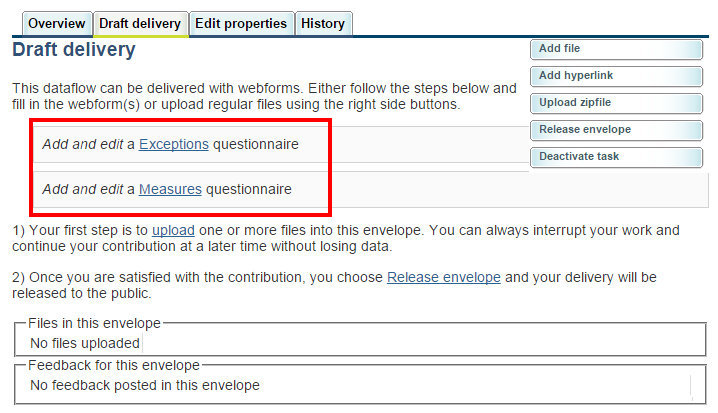 Overview Draft delivery Edit properties History
Draft delivery
Add file
Add hyperlink
Upload zipfile
Release envelope
Deactivate task
This dataflow can be delivered with webforms. Either follow the steps below and
fill in the webform(s) or upload regular files using the right side buttons.
Add and edit a Exceptions questionnaire
Add and edit a Measures questionnaire
1) Your first step is to upload one or more files into this envelope. You can always interrupt your work and
continue your contribution at a later time without losing data.
2) Once you are satisfied with the contribution, you choose Release envelope and your delivery will be
released to the public.
Files in this envelope
No files uploaded
Feedback for this envelope
No feedback posted in this envelope